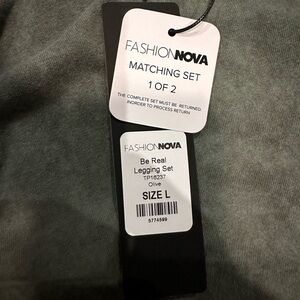 FASHIONNOVA
MATCHING SET
1 OF 2
THE COMPLETE SET MUST BE RETURNED
INORDER TO PROCESS RETURN
FASHIONNOVA
Be Real
Legging Set
TP16237
Olive
SIZE L
5774599